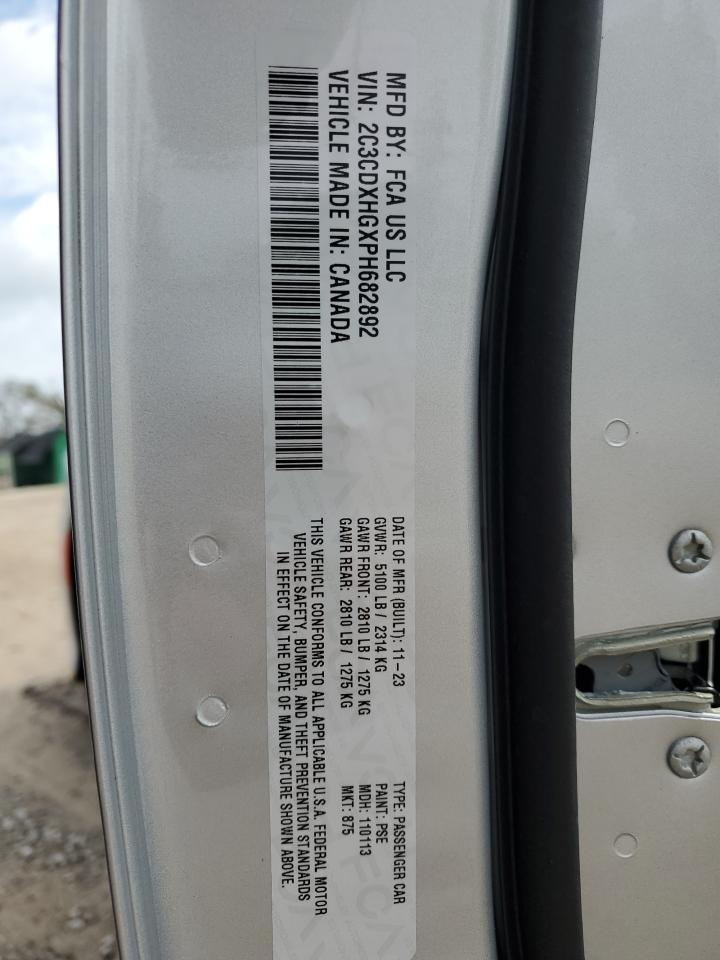 MFD BY: FCA US LLC
VIN: 2C3CDXHGXPH682892
VEHICLE MADE IN: CANADA
DATE OF MFR (BUILT): 11-23
GVWR: 5100 LB / 2314 KG
GAWR FRONT: 2810 LB / 1275 KG
GAWR REAR: 2810 LB / 1275 KG
TYPE: PASSENGER CAR
PAINT: PSE
MDH: 110113
MKT: 875
THIS VEHICLE CONFORMS TO ALL APPLICABLE U.S.A. FEDERAL MOTOR
VEHICLE SAFETY, BUMPER, AND THEFT PREVENTION STANDARDS
IN EFFECT ON THE DATE OF MANUFACTURE SHOWN ABOVE.